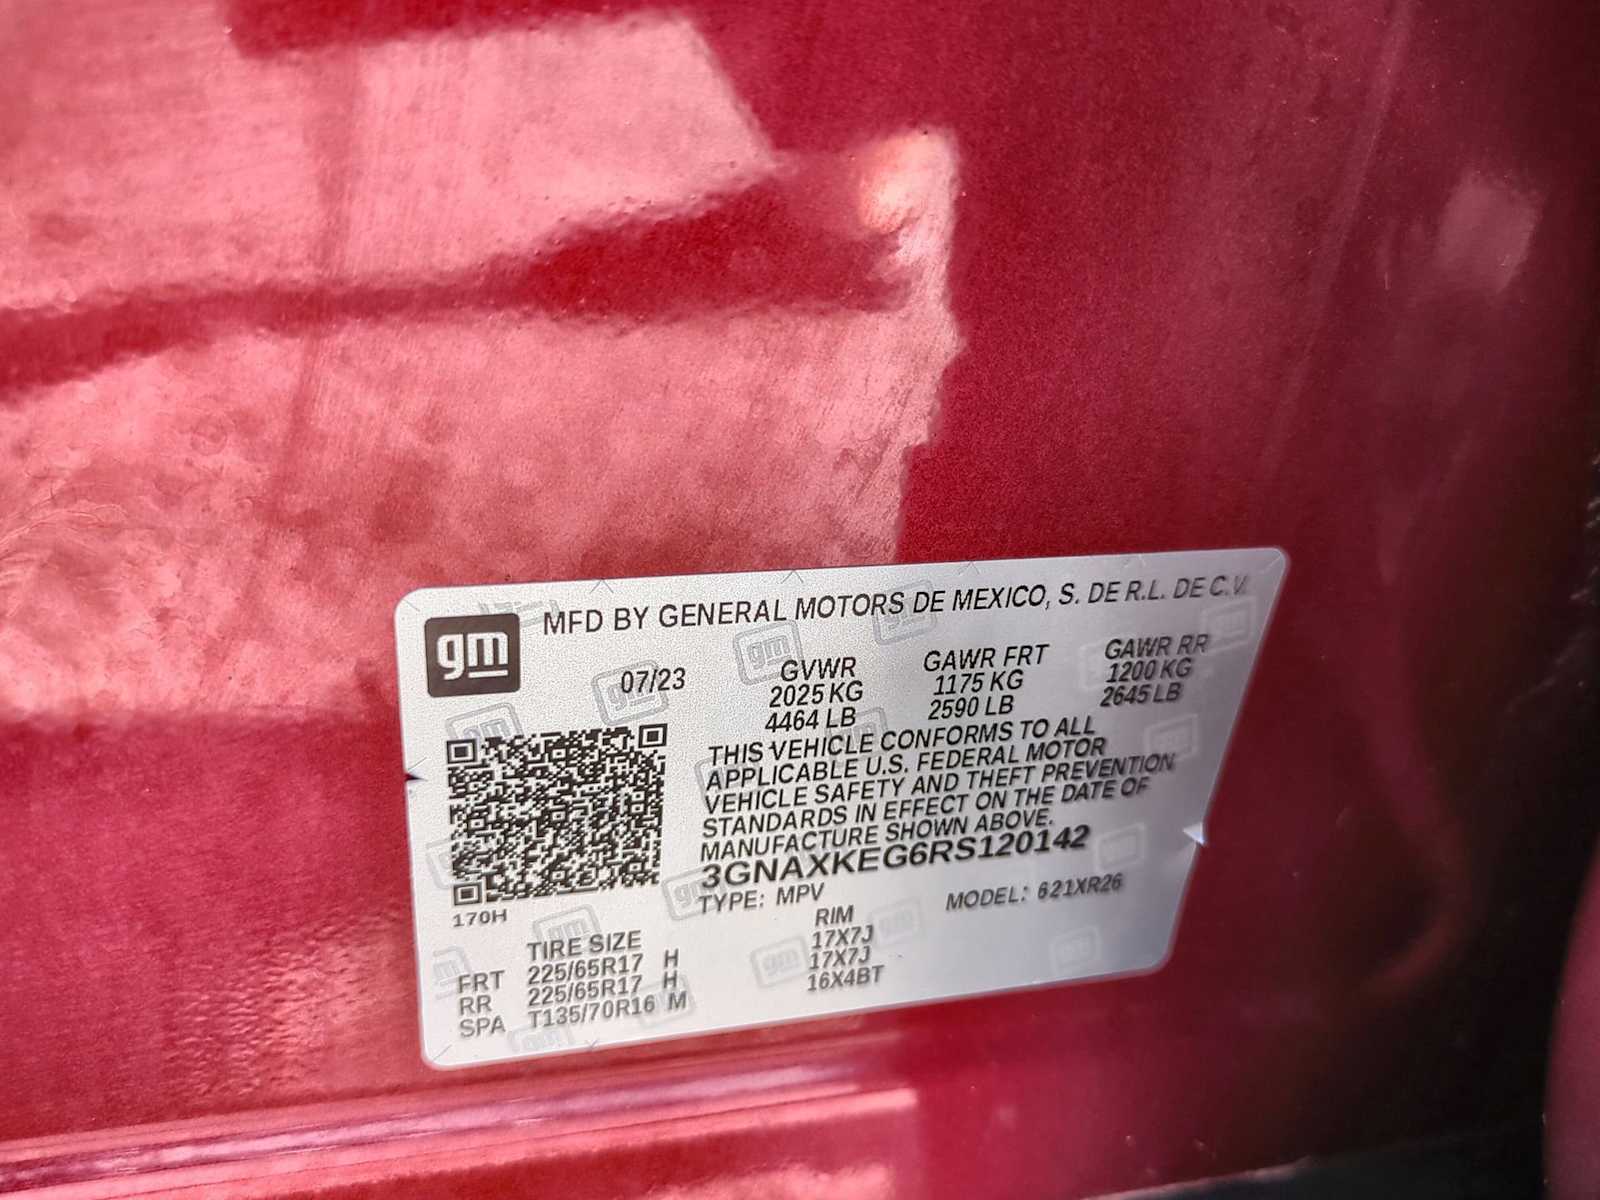 gm MFD BY GENERAL MOTORS DE MEXICO, S. DE R.L. DE C.V.
07/23 GVWR GAWR FRT GAWR RR
2025 KG 1175 KG 1200 KG
4464 LB 2590 LB 2645 LB
THIS VEHICLE CONFORMS TO ALL
APPLICABLE U.S. FEDERAL MOTOR
VEHICLE SAFETY AND THEFT PREVENTION
STANDARDS IN EFFECT ON THE DATE OF
MANUFACTURE SHOWN ABOVE.
3GNAXKEG6RS120142
TYPE: MPV MODEL: 621XR26
170H
TIRE SIZE RIM
FRT 225/65R17 H 17X7J
RR 225/65R17 H 17X7J
SPA T135/70R16 M 16X4BT